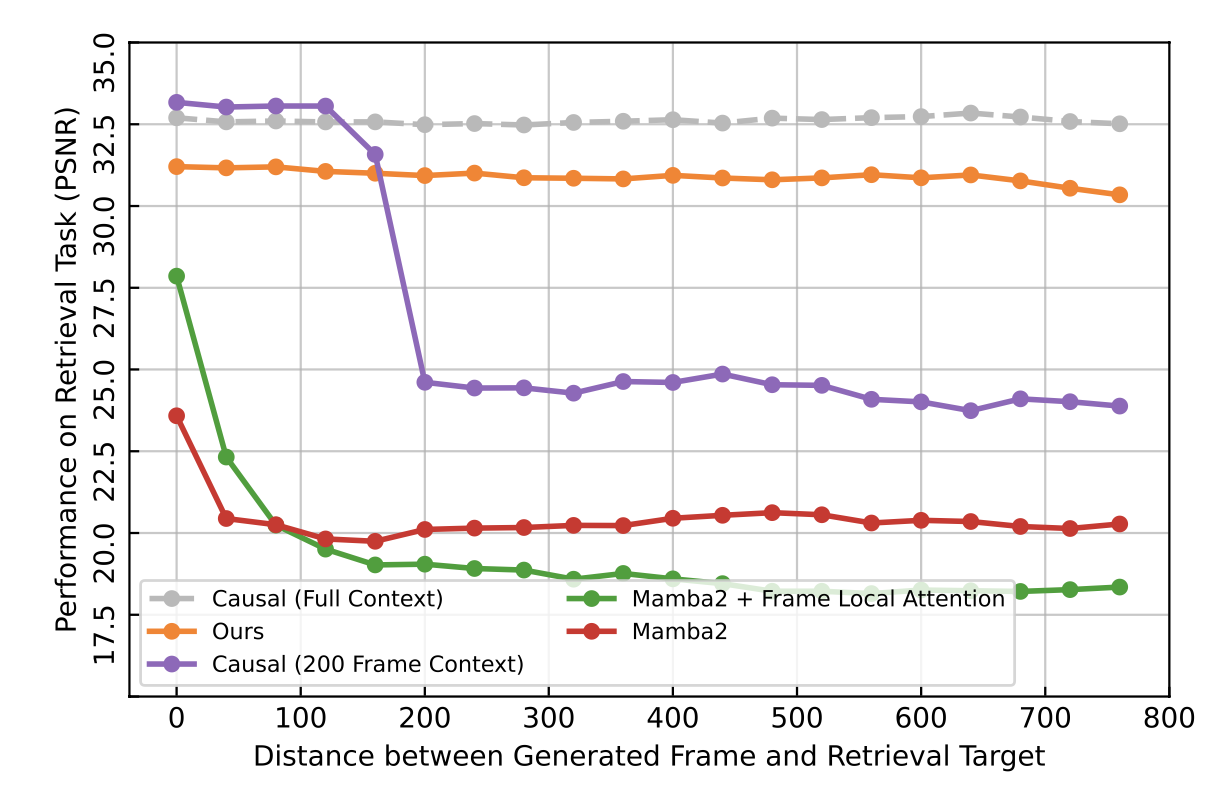 35.0
32.5
30.0
27.5
25.0
22.5
20.0
17.5
Performance on Retrieval Task (PSNR)
Causal (Full Context)
Ours
Causal (200 Frame Context)
Mamba2 + Frame Local Attention
Mamba2
0 100 200 300 400 500 600 700 800
Distance between Generated Frame and Retrieval Target